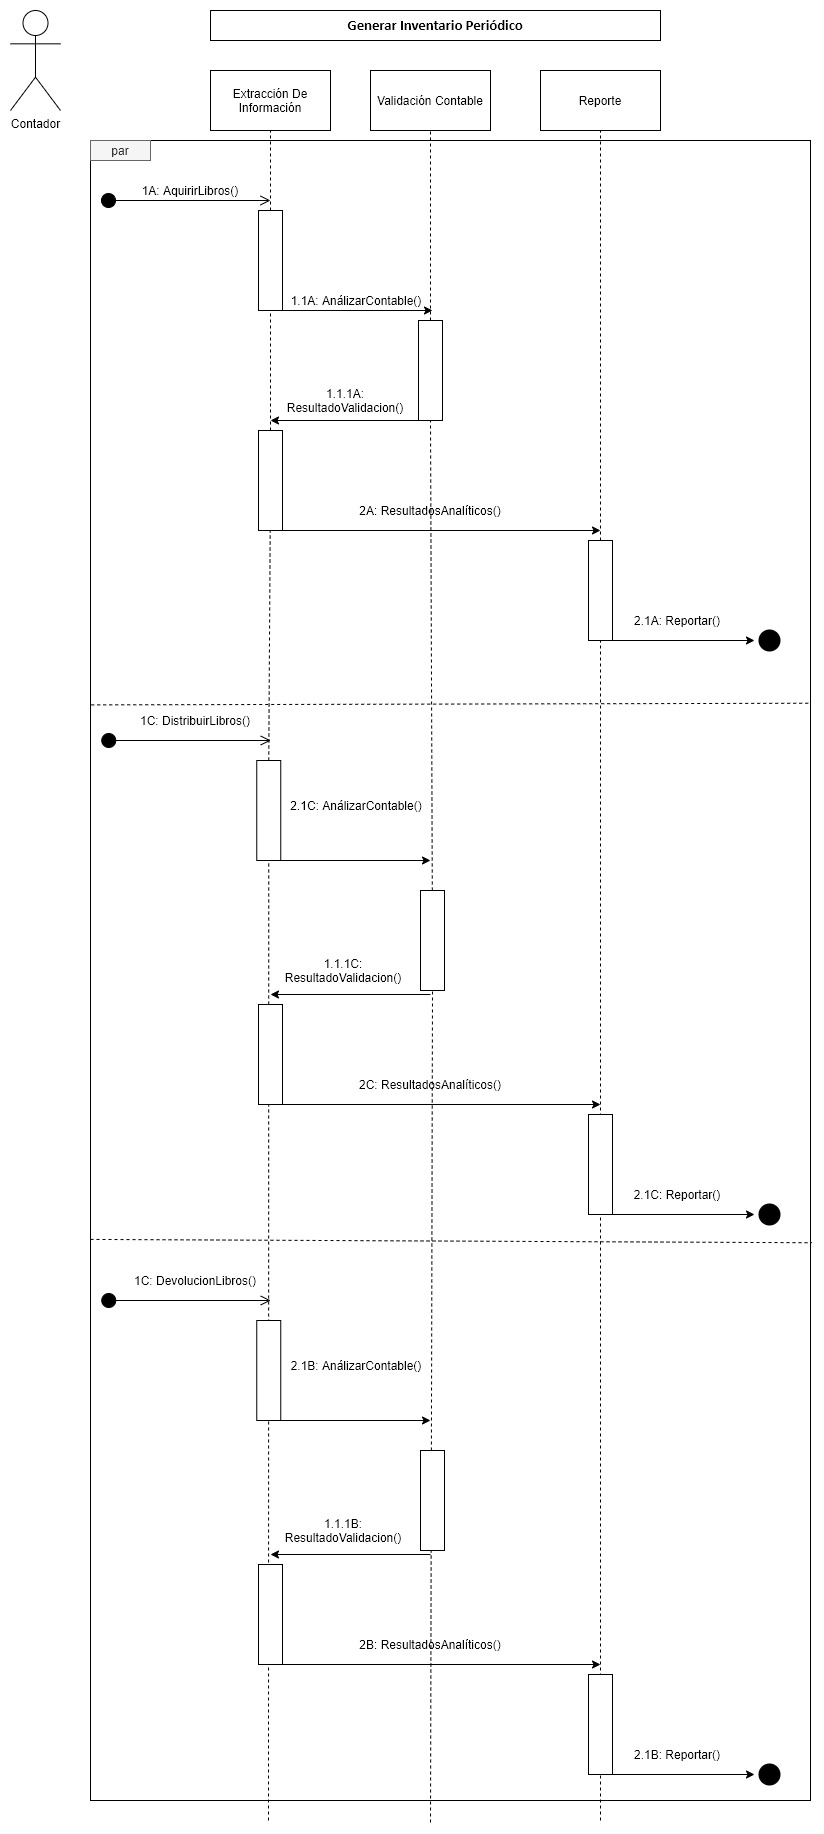 Generar Inventario Periódico
Extracción De
Información
Validación Contable
Reporte
Contador
par
1A: AquirirLibros()
1.1A: AnálizarContable()
1.1.1A:
ResultadoValidacion()
2A: ResultadosAnalíticos()
2.1A: Reportar()
1C: DistribuirLibros()
2.1C: AnálizarContable()
1.1.1C:
ResultadoValidacion()
2C: ResultadosAnalíticos()
2.1C: Reportar()
1C: DevolucionLibros()
2.1B: AnálizarContable()
1.1.1B:
ResultadoValidacion()
2B: ResultadosAnalíticos()
2.1B: Reportar()